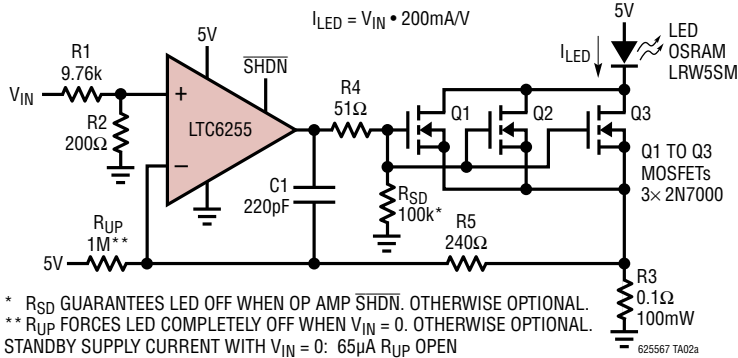 I_LED = V_IN • 200mA/V
5V
LED
OSRAM
LRW5SM
I_LED
5V
SHDN
R1
9.76k
V_IN
R2
200Ω
+
LTC6255
–
R4
51Ω
Q1
Q2
Q3
Q1 TO Q3
MOSFETs
3× 2N7000
C1
220pF
R_SD
100k*
R_UP
1M**
5V
R5
240Ω
R3
0.1Ω
100mW
* R_SD GUARANTEES LED OFF WHEN OP AMP SHDN. OTHERWISE OPTIONAL.
** R_UP FORCES LED COMPLETELY OFF WHEN V_IN = 0. OTHERWISE OPTIONAL.
STANDBY SUPPLY CURRENT WITH V_IN = 0: 65µA R_UP OPEN
625567 TA02a